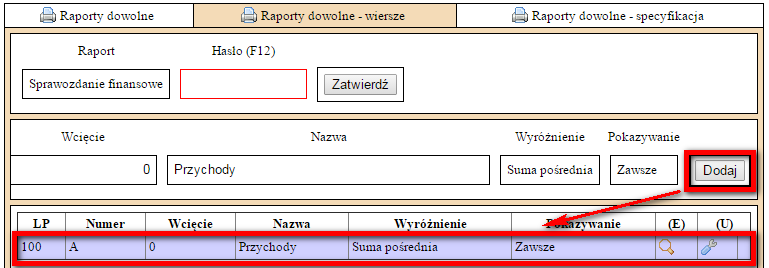 Raporty dowolne Raporty dowolne - wiersze Raporty dowolne - specyfikacja
Raport Hasło (F12)
Sprawozdanie finansowe Zatwierdź
Wcięcie Nazwa Wyróżnienie Pokazywanie
0 Przychody Suma pośrednia Zawsze Dodaj
LP Numer Wcięcie Nazwa Wyróżnienie Pokazywanie (E) (U)
100 A 0 Przychody Suma pośrednia Zawsze